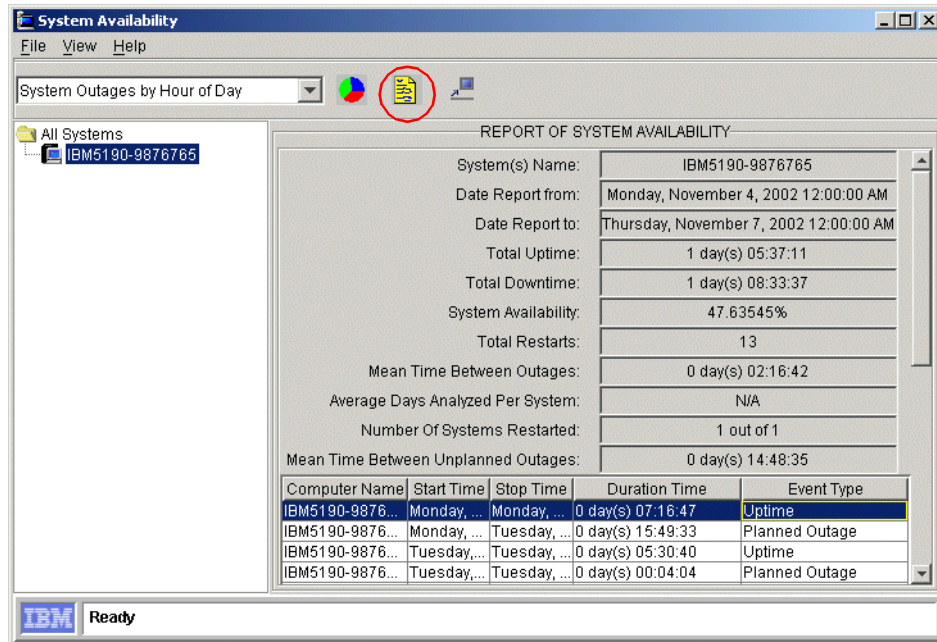 System Availability
File View Help
System Outages by Hour of Day
All Systems
IBM5190-9876765
REPORT OF SYSTEM AVAILABILITY
System(s) Name: IBM5190-9876765
Date Report from: Monday, November 4, 2002 12:00:00 AM
Date Report to: Thursday, November 7, 2002 12:00:00 AM
Total Uptime: 1 day(s) 05:37:11
Total Downtime: 1 day(s) 08:33:37
System Availability: 47.63545%
Total Restarts: 13
Mean Time Between Outages: 0 day(s) 02:16:42
Average Days Analyzed Per System: N/A
Number Of Systems Restarted: 1 out of 1
Mean Time Between Unplanned Outages: 0 day(s) 14:48:35
Computer Name Start Time Stop Time Duration Time Event Type
IBM5190-9876... Monday, ... Monday, ... 0 day(s) 07:16:47 Uptime
IBM5190-9876... Monday, ... Tuesday, ... 0 day(s) 15:49:33 Planned Outage
IBM5190-9876... Tuesday,... Tuesday, ... 0 day(s) 05:30:40 Uptime
IBM5190-9876... Tuesday,... Tuesday, ... 0 day(s) 00:04:04 Planned Outage
IBM Ready